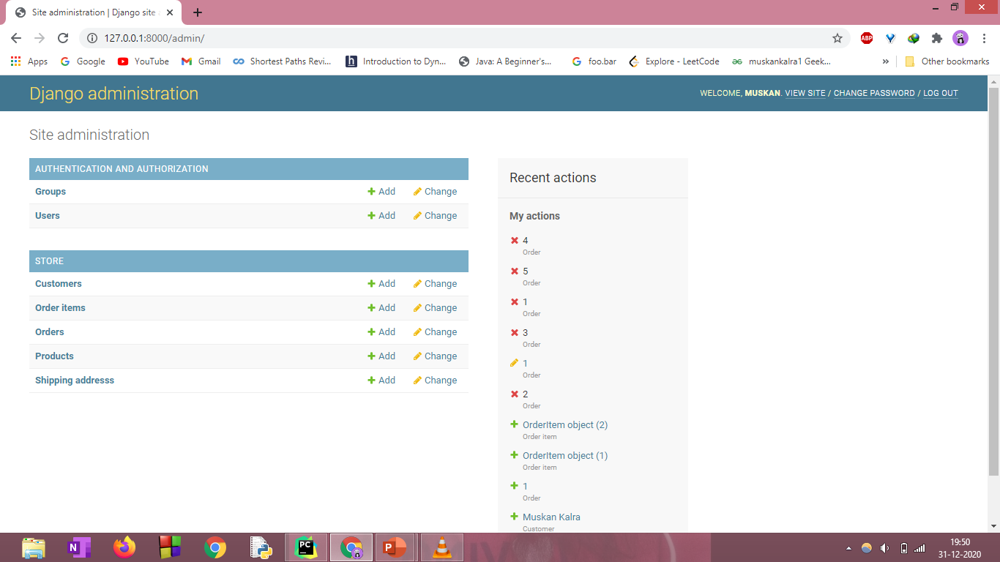 Site administration | Django site a
127.0.0.1:8000/admin/
ABP
Apps Google YouTube Gmail Shortest Paths Revi... Introduction to Dyn... Java: A Beginner's... foo.bar Explore - LeetCode muskankalra1 Geek... » Other bookmarks
Django administration
WELCOME, MUSKAN. VIEW SITE / CHANGE PASSWORD / LOG OUT
Site administration
AUTHENTICATION AND AUTHORIZATION
Groups Add Change
Users Add Change
STORE
Customers Add Change
Order items Add Change
Orders Add Change
Products Add Change
Shipping addresss Add Change
Recent actions
My actions
4
Order
5
Order
1
Order
3
Order
1
Order
2
Order
OrderItem object (2)
Order item
OrderItem object (1)
Order item
1
Order
Muskan Kalra
Customer
19:50
31-12-2020